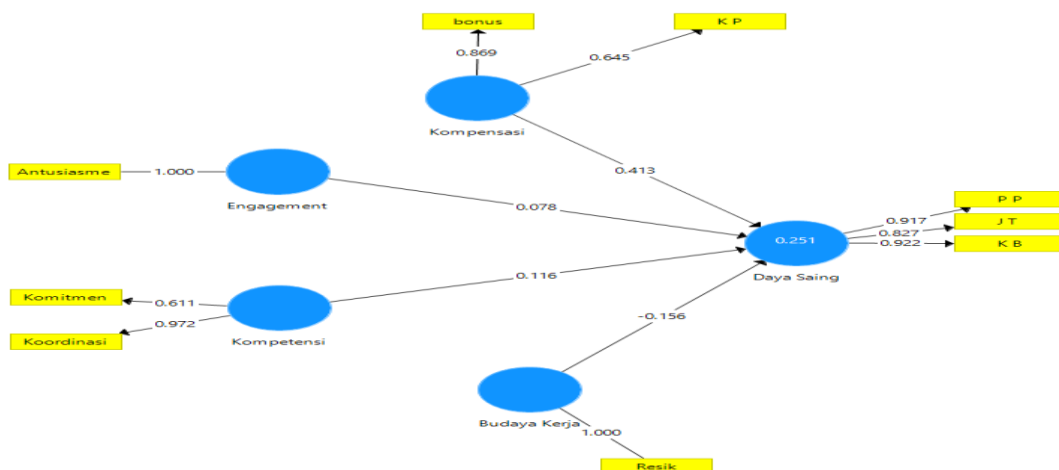 bonus
K P
0.869
0.645
Kompensasi
Antusiasme
1.000
0.413
Engagement
0.078
P P
0.917
J T
0.827
0.251
0.922
K B
Daya Saing
0.116
Komitmen
0.611
0.972
Koordinasi
Kompetensi
-0.156
Budaya Kerja
1.000
Resik